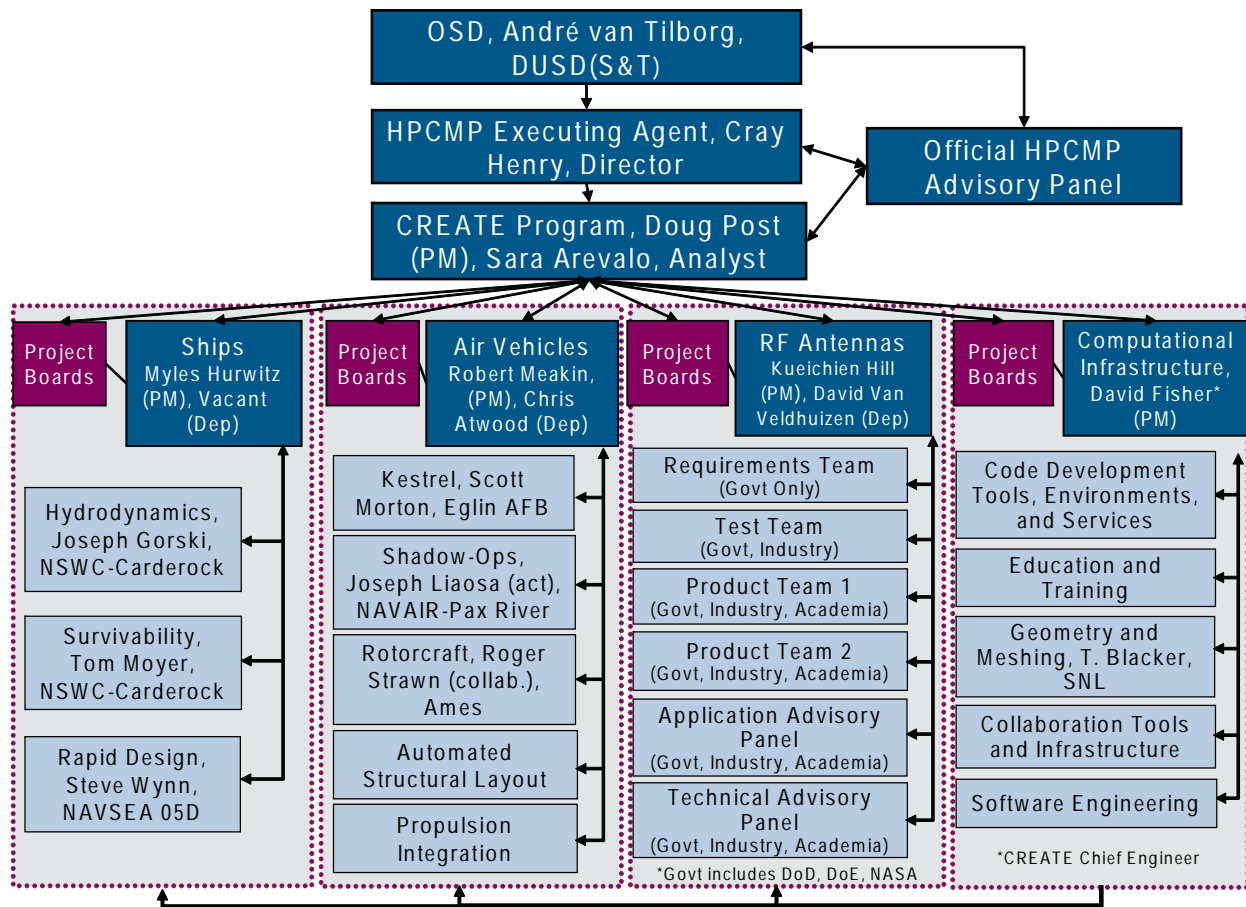 OSD, André van Tilborg,
DUSD(S&T)
HPCMP Executing Agent, Cray
Henry, Director
Official HPCMP
Advisory Panel
CREATE Program, Doug Post
(PM), Sara Arevalo, Analyst
Project
Boards
Ships
Myles Hurwitz
(PM), Vacant
(Dep)
Hydrodynamics,
Joseph Gorski,
NSWC-Carderock
Survivability,
Tom Moyer,
NSWC-Carderock
Rapid Design,
Steve Wynn,
NAVSEA 05D
Project
Boards
Air Vehicles
Robert Meakin,
(PM), Chris
Atwood (Dep)
Kestrel, Scott
Morton, Eglin AFB
Shadow-Ops,
Joseph Liaosa (act),
NAVAIR-Pax River
Rotorcraft, Roger
Strawn (collab.),
Ames
Automated
Structural Layout
Propulsion
Integration
Project
Boards
RF Antennas
Kueichien Hill
(PM), David Van
Veldhuizen (Dep)
Requirements Team
(Govt Only)
Test Team
(Govt, Industry)
Product Team 1
(Govt, Industry, Academia)
Product Team 2
(Govt, Industry, Academia)
Application Advisory
Panel
(Govt, Industry, Academia)
Technical Advisory
Panel
(Govt, Industry, Academia)
*Govt includes DoD, DoE, NASA
Project
Boards
Computational
Infrastructure,
David Fisher*
(PM)
Code Development
Tools, Environments,
and Services
Education and
Training
Geometry and
Meshing, T. Blacker,
SNL
Collaboration Tools
and Infrastructure
Software Engineering
*CREATE Chief Engineer